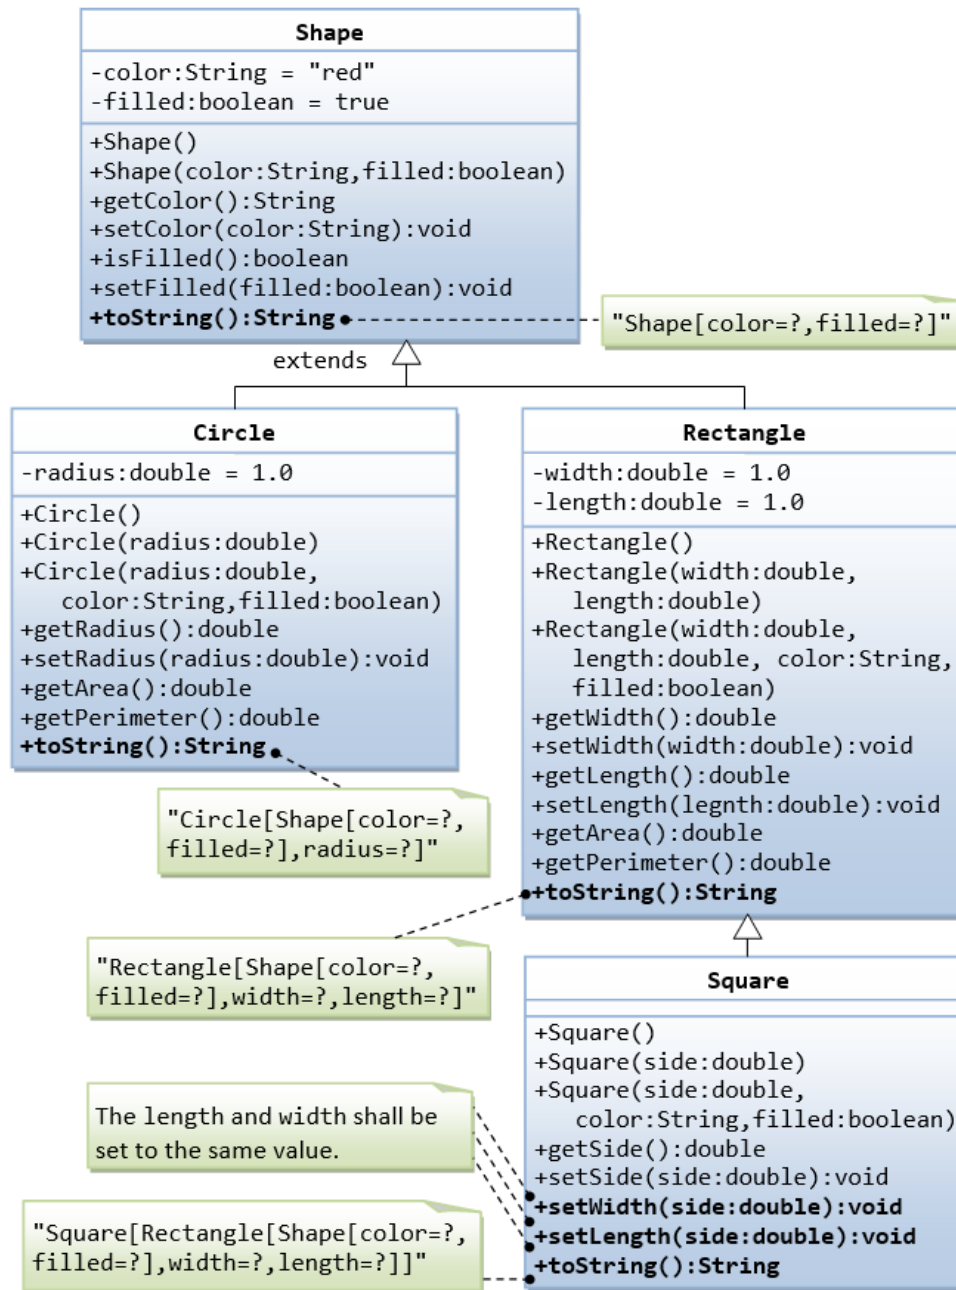 Shape
-color:String = "red"
-filled:boolean = true
+Shape()
+Shape(color:String,filled:boolean)
+getColor():String
+setColor(color:String):void
+isFilled():boolean
+setFilled(filled:boolean):void
+toString():String
"Shape[color=?,filled=?]"
extends
Circle
-radius:double = 1.0
+Circle()
+Circle(radius:double)
+Circle(radius:double,
color:String,filled:boolean)
+getRadius():double
+setRadius(radius:double):void
+getArea():double
+getPerimeter():double
+toString():String
"Circle[Shape[color=?,
filled=?],radius=?]"
Rectangle
-width:double = 1.0
-length:double = 1.0
+Rectangle()
+Rectangle(width:double,
length:double)
+Rectangle(width:double,
length:double, color:String,
filled:boolean)
+getWidth():double
+setWidth(width:double):void
+getLength():double
+setLength(legnth:double):void
+getArea():double
+getPerimeter():double
+toString():String
"Rectangle[Shape[color=?,
filled=?],width=?,length=?]"
Square
+Square()
+Square(side:double)
+Square(side:double,
color:String,filled:boolean)
+getSide():double
+setSide(side:double):void
+setWidth(side:double):void
+setLength(side:double):void
+toString():String
The length and width shall be
set to the same value.
"Square[Rectangle[Shape[color=?,
filled=?],width=?,length=?]]"